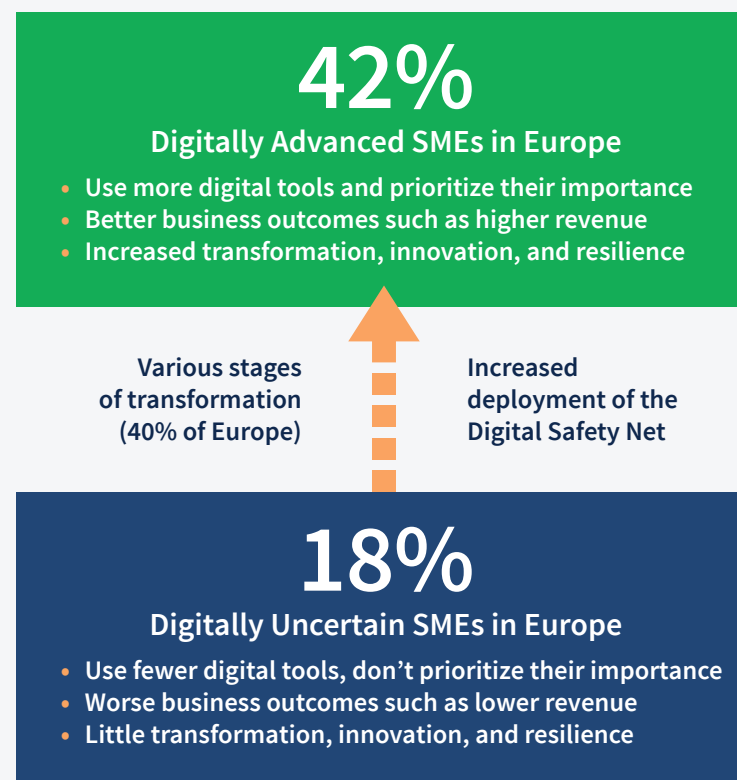 42%
Digitally Advanced SMEs in Europe
• Use more digital tools and prioritize their importance
• Better business outcomes such as higher revenue
• Increased transformation, innovation, and resilience
Various stages
of transformation
(40% of Europe)
Increased
deployment of the
Digital Safety Net
18%
Digitally Uncertain SMEs in Europe
• Use fewer digital tools, don’t prioritize their importance
• Worse business outcomes such as lower revenue
• Little transformation, innovation, and resilience